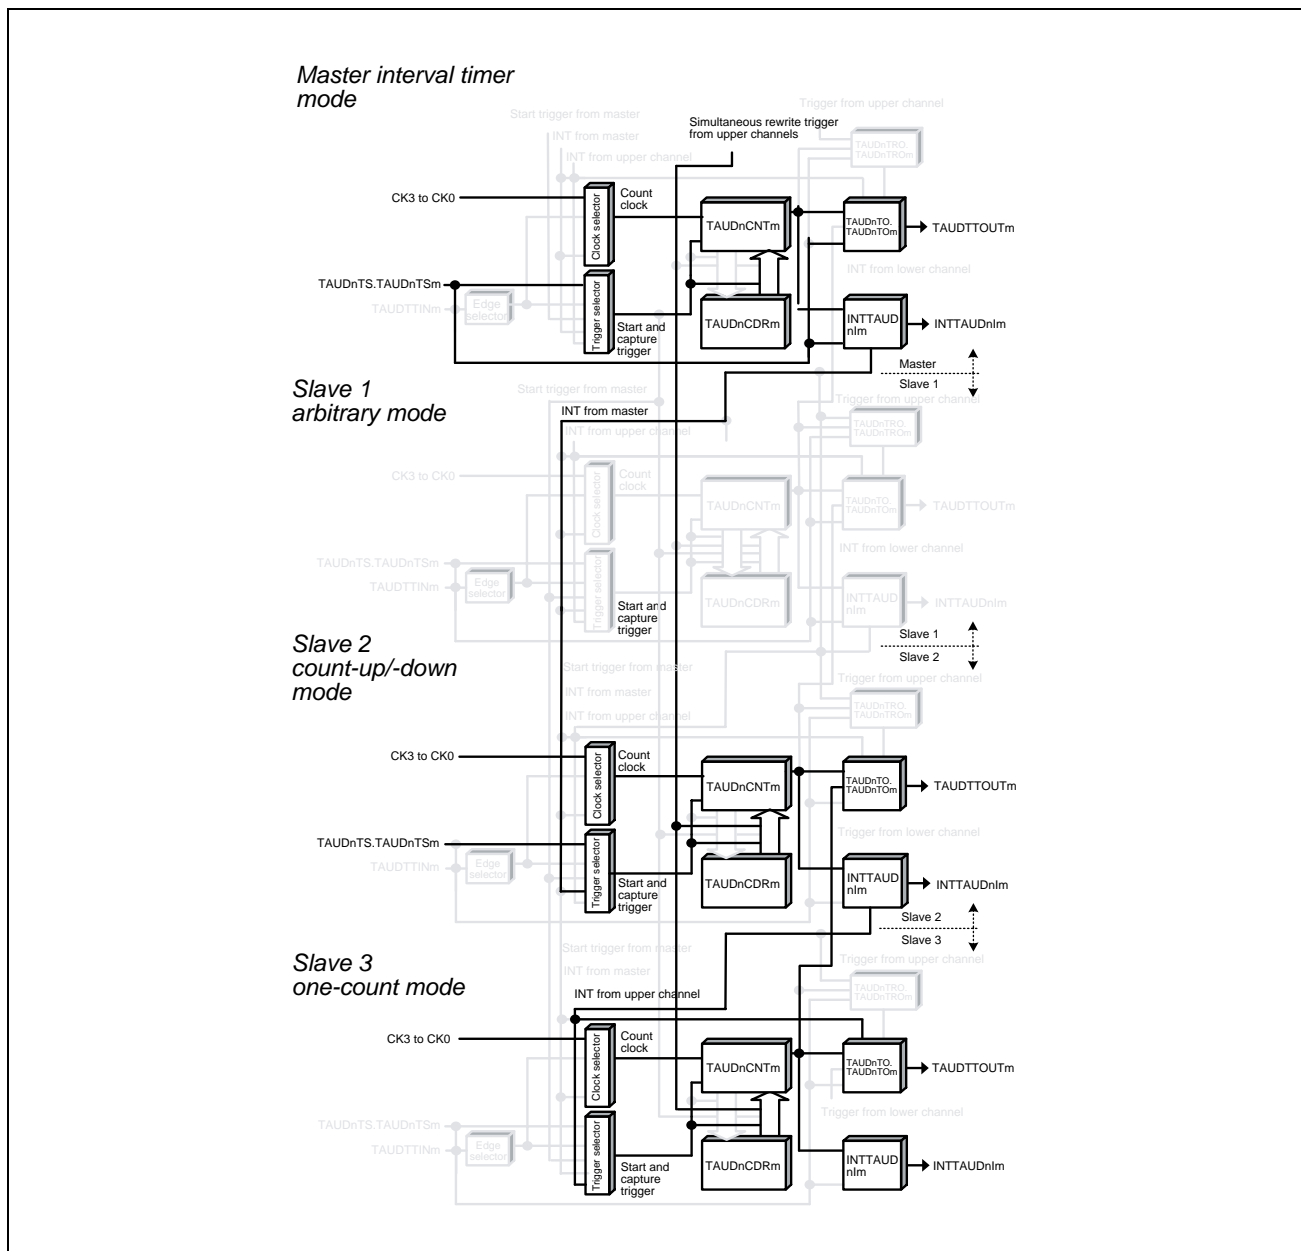 Master interval timer
mode
Trigger from upper channel
Start trigger from master
Simultaneous rewrite trigger
from upper channels
INT from master
TAUDnTRO.
TAUDnTROm
INT from upper channel
CK3 to CK0
Clock selector
Count
clock
TAUDnCNTm
TAUDnTO.
TAUDnTOm
TAUDTTOUTm
INT from lower channel
TAUDnTS.TAUDnTSm
TAUDTTINm
Edge
selector
Trigger selector
Start and
capture
trigger
TAUDnCDRm
INTTAUD
nIm
INTTAUDnIm
Master
Slave 1
Slave 1
arbitrary mode
Start trigger from master
Trigger from upper channel
INT from master
INT from upper channel
TAUDnTRO.
TAUDnTROm
CK3 to CK0
Clock selector
Count
clock
TAUDnCNTm
TAUDnTO.
TAUDnTOm
TAUDTTOUTm
INT from lower channel
TAUDnTS.TAUDnTSm
TAUDTTINm
Edge
selector
Trigger selector
Start and
capture
trigger
TAUDnCDRm
INTTAUD
nIm
INTTAUDnIm
Slave 1
Slave 2
Slave 2
count-up/-down
mode
Start trigger from master
Trigger from upper channel
INT from master
INT from upper channel
TAUDnTRO.
TAUDnTROm
CK3 to CK0
Clock selector
Count
clock
TAUDnCNTm
TAUDnTO.
TAUDnTOm
TAUDTTOUTm
Trigger from lower channel
TAUDnTS.TAUDnTSm
TAUDTTINm
Edge
selector
Trigger selector
Start and
capture
trigger
TAUDnCDRm
INTTAUD
nIm
INTTAUDnIm
Slave 2
Slave 3
Slave 3
one-count mode
Start trigger from master
Trigger from upper channel
INT from master
INT from upper channel
TAUDnTRO.
TAUDnTROm
CK3 to CK0
Clock selector
Count
clock
TAUDnCNTm
TAUDnTO.
TAUDnTOm
TAUDTTOUTm
Trigger from lower channel
TAUDnTS.TAUDnTSm
TAUDTTINm
Edge
selector
Trigger selector
Start and
capture
trigger
TAUDnCDRm
INTTAUD
nIm
INTTAUDnIm